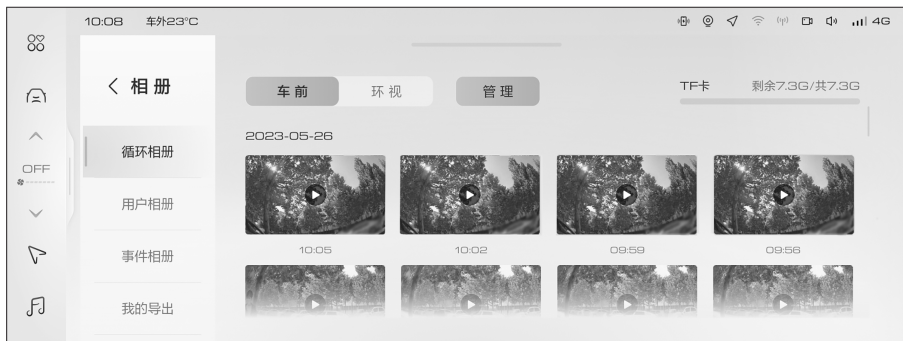 10:08 车外23°C
4G
OFF
相册
循环相册
用户相册
事件相册
我的导出
车前 环视 管理
TF卡 剩余7.3G/共7.3G
2023-05-26
10:05 10:02 09:59 09:56